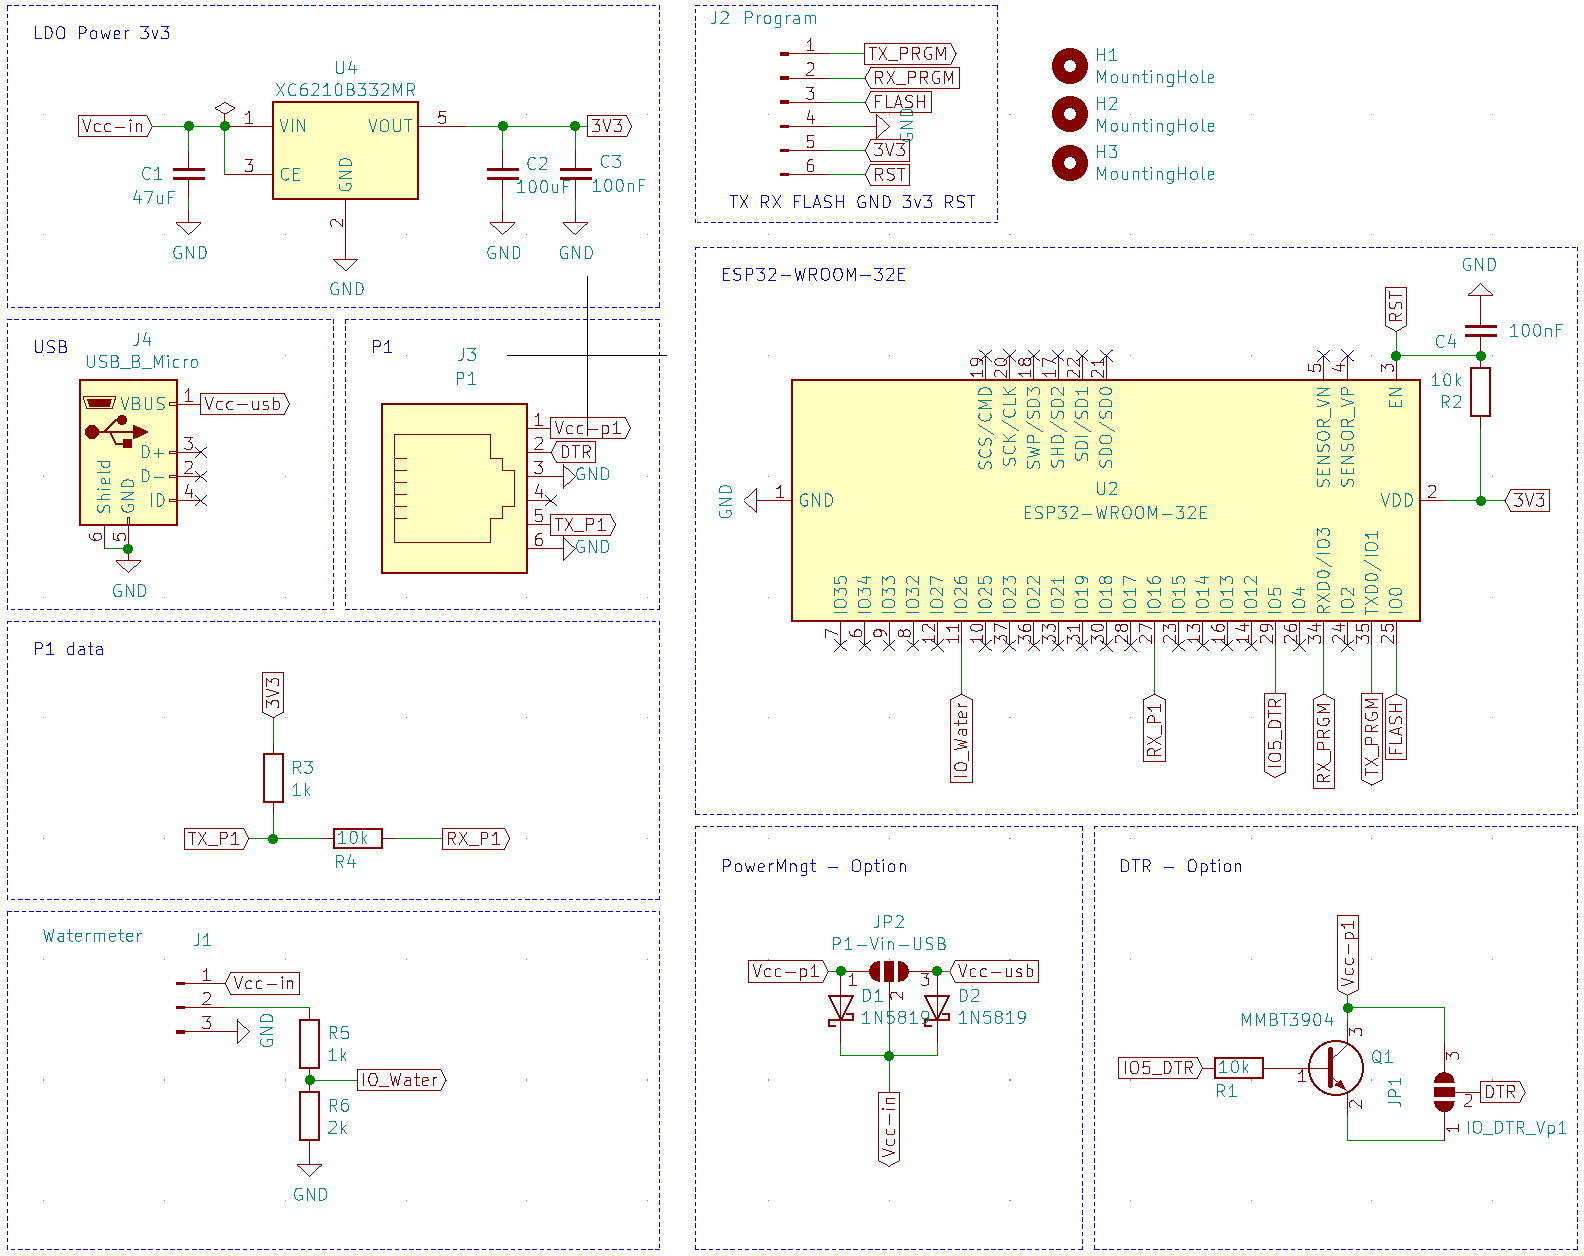 LDO Power 3v3
U4
XC6210B332MR
Vcc-in
1
VIN
VOUT
5
3V3
3
CE
GND
2
C1
47uF
C2
100uF
C3
100nF
GND
GND
GND
GND
J2 Program
1
TX_PRGM
2
RX_PRGM
3
FLASH
4
GND
5
3V3
6
RST
TX RX FLASH GND 3v3 RST
H1
MountingHole
H2
MountingHole
H3
MountingHole
USB
J4
USB_B_Micro
VBUS
1
Vcc-usb
D+
3
D-
2
ID
4
Shield
GND
6
5
GND
P1
J3
P1
1
Vcc-p1
2
DTR
3
GND
4
5
TX_P1
6
GND
ESP32-WROOM-32E
GND
RST
C4
100nF
10k
R2
19
20
18
17
22
21
5
4
3
SCS/CMD
SCK/CLK
SWP/SD3
SHD/SD2
SDI/SD1
SDO/SD0
SENSOR_VN
SENSOR_VP
EN
GND
1
GND
U2
ESP32-WROOM-32E
VDD
2
3V3
IO35
IO34
IO33
IO32
IO27
IO26
IO25
IO23
IO22
IO21
IO19
IO18
IO17
IO16
IO15
IO14
IO13
IO12
IO5
IO4
RXD0/IO3
IO2
TXD0/IO1
IO0
7
6
9
8
12
11
10
37
36
33
31
30
28
27
23
13
16
14
29
26
34
24
35
25
IO_Water
RX_P1
IO5_DTR
RX_PRGM
TX_PRGM
FLASH
P1 data
3V3
R3
1k
TX_P1
10k
R4
RX_P1
Watermeter
J1
1
Vcc-in
2
3
GND
R5
1k
IO_Water
R6
2k
GND
PowerMngt - Option
JP2
P1-Vin-USB
Vcc-p1
1
2
3
Vcc-usb
D1
1N5819
D2
1N5819
Vcc-in
DTR - Option
Vcc-p1
MMBT3904
3
Q1
IO5_DTR
10k
R1
1
2
JP1
3
2
DTR
1
IO_DTR_Vp1